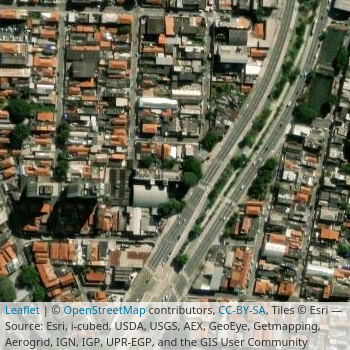 Leaflet | © OpenStreetMap contributors, CC-BY-SA, Tiles © Esri —
Source: Esri, i-cubed, USDA, USGS, AEX, GeoEye, Getmapping,
Aerogrid, IGN, IGP, UPR-EGP, and the GIS User Community